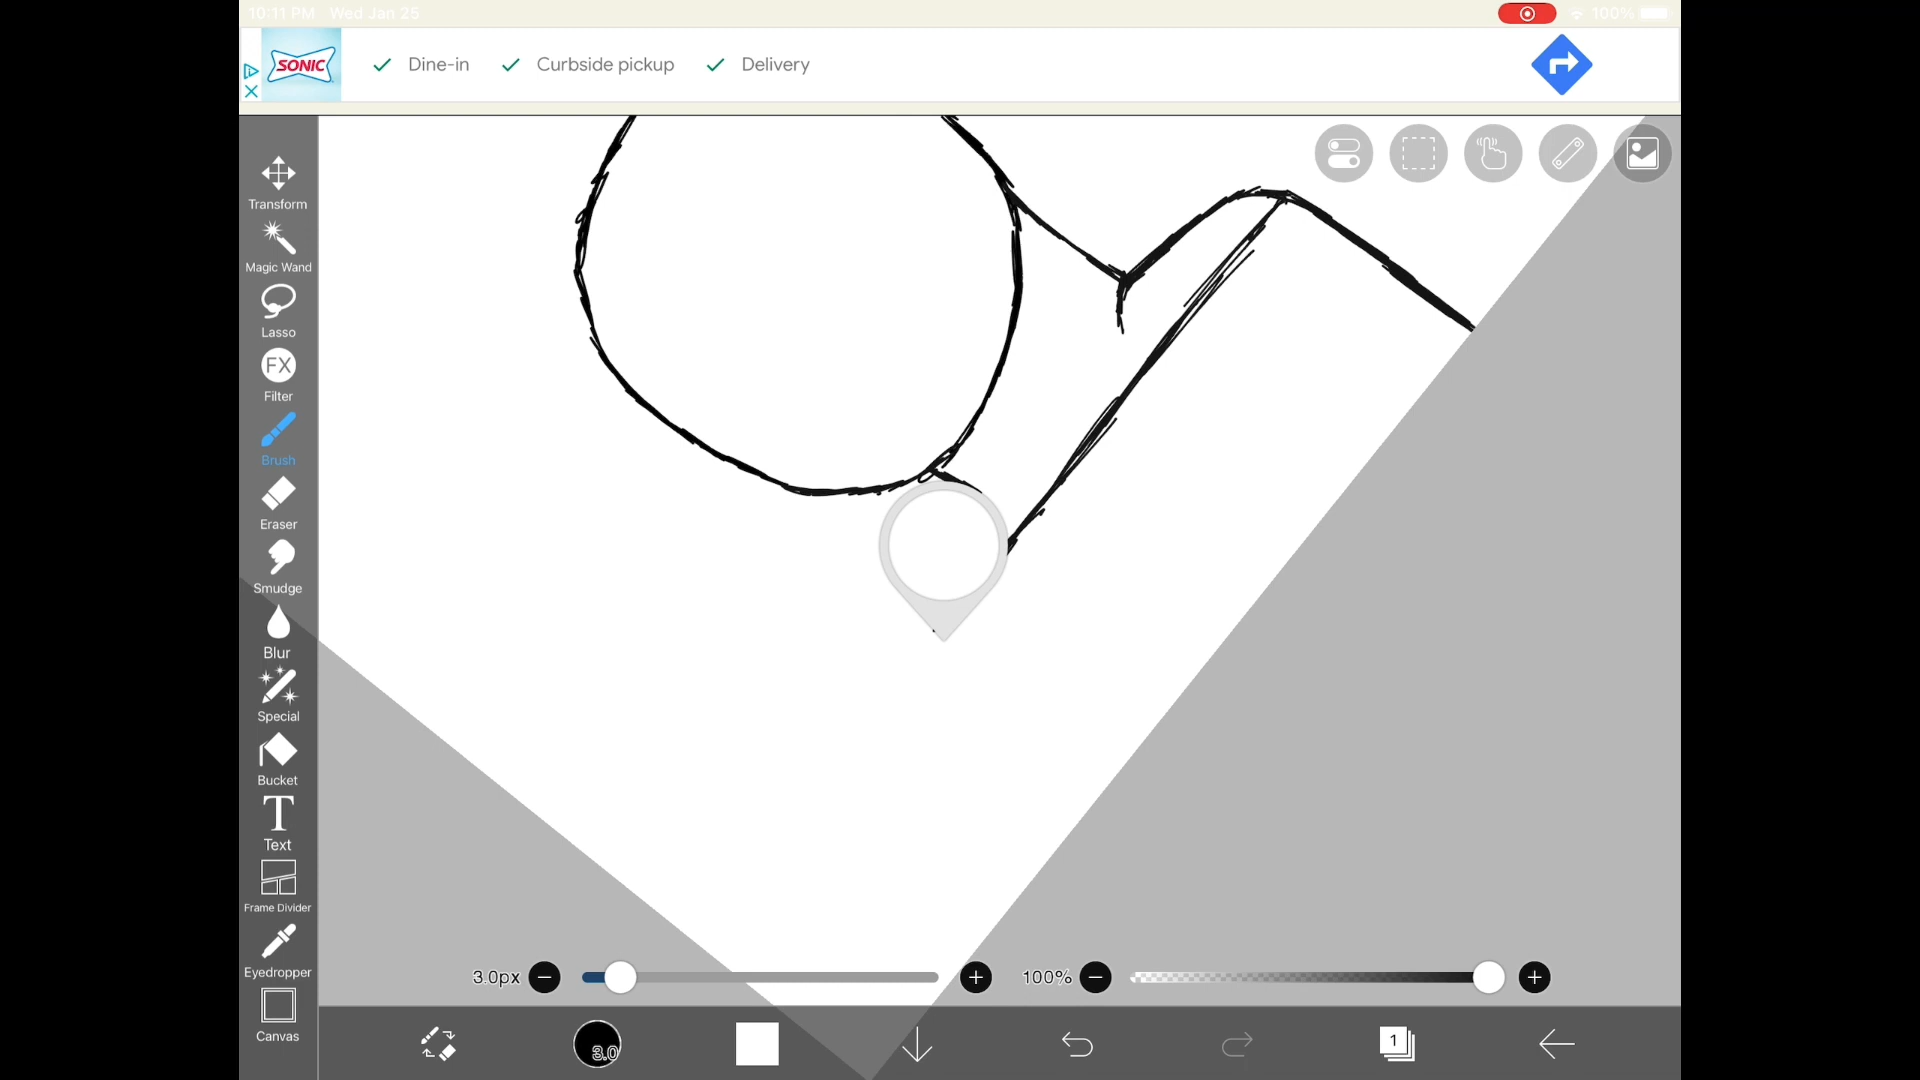 10:11 PM Wed Jan 25
100%
SONIC
Dine-in Curbside pickup Delivery
Transform
Magic Wand
Lasso
FX
Filter
Brush
Eraser
Smudge
Blur
Special
Bucket
T
Text
Frame Divider
Eyedropper
Canvas
3.0px 100%
3.0
1